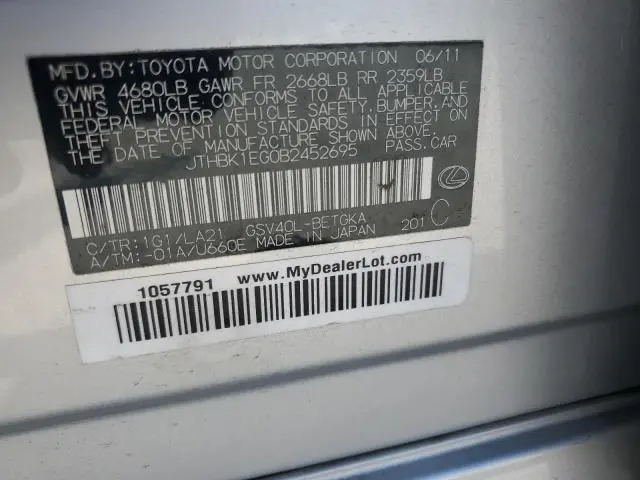 MFD.BY:TOYOTA MOTOR CORPORATION 06/11
GVWR 4680LB GAWR FR 2668LB RR 2359LB
THIS VEHICLE CONFORMS TO ALL APPLICABLE
FEDERAL MOTOR VEHICLE SAFETY,BUMPER,AND
THEFT PREVENTION STANDARDS IN EFFECT ON
THE DATE OF MANUFACTURE SHOWN ABOVE.
JTHBK1EG0B2452695 PASS.CAR
C/TR:1G1/LA21 GSV40L-BETGKA
A/TM:-01A/U660E MADE IN JAPAN 201 C
1057791 www.MyDealerLot.com